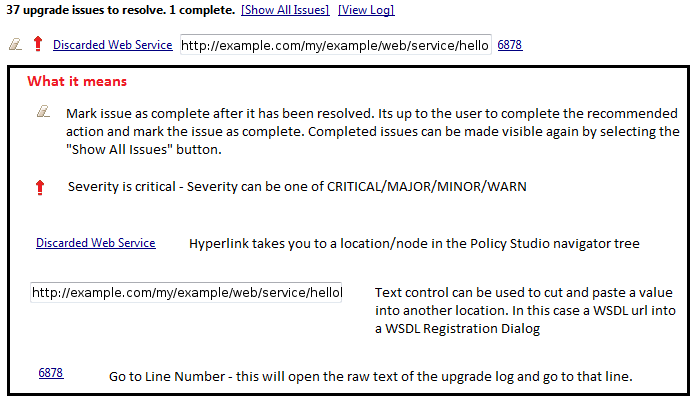 37 upgrade issues to resolve. 1 complete. [Show All Issues] [View Log]
Discarded Web Service http://example.com/my/example/web/service/hello 6878
What it means
Mark issue as complete after it has been resolved. Its up to the user to complete the recommended
action and mark the issue as complete. Completed issues can be made visible again by selecting the
"Show All Issues" button.
Severity is critical - Severity can be one of CRITICAL/MAJOR/MINOR/WARN
Discarded Web Service Hyperlink takes you to a location/node in the Policy Studio navigator tree
http://example.com/my/example/web/service/hello Text control can be used to cut and paste a value
into another location. In this case a WSDL url into
a WSDL Registration Dialog
6878 Go to Line Number - this will open the raw text of the upgrade log and go to that line.